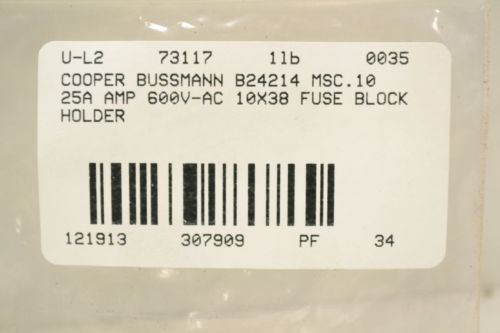 U-L2 73117 1lb 0035
COOPER BUSSMANN B24214 MSC.10
25A AMP 600V-AC 10X38 FUSE BLOCK
HOLDER
121913 307909 PF 34